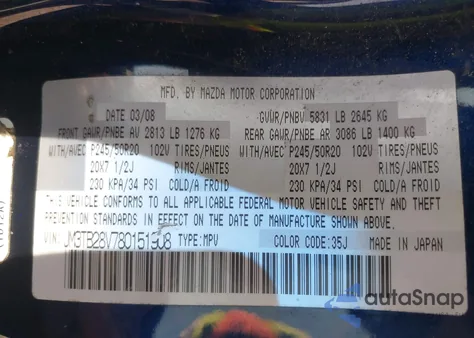 MFD. BY MAZDA MOTOR CORPORATION
DATE 03/08 GVWR/PNBV 5831 LB 2645 KG
FRONT GAWR/PNBE AV 2813 LB 1276 KG REAR GAWR/PNBE AR 3086 LB 1400 KG
WITH/AVEC P245/50R20 102V TIRES/PNEUS WITH/AVEC P245/50R20 102V TIRES/PNEUS
20X7 1/2J RIMS/JANTES 20X7 1/2J RIMS/JANTES
230 KPA/34 PSI COLD/A FROID 230 KPA/34 PSI COLD/A FROID
THIS VEHICLE CONFORMS TO ALL APPLICABLE FEDERAL MOTOR VEHICLE SAFETY AND THEFT
PREVENTION STANDARDS IN EFFECT ON THE DATE OF MANUFACTURE SHOWN ABOVE.
VIN: JM3TB28V780151908 TYPE:MPV COLOR CODE:35J MADE IN JAPAN
autoSnap